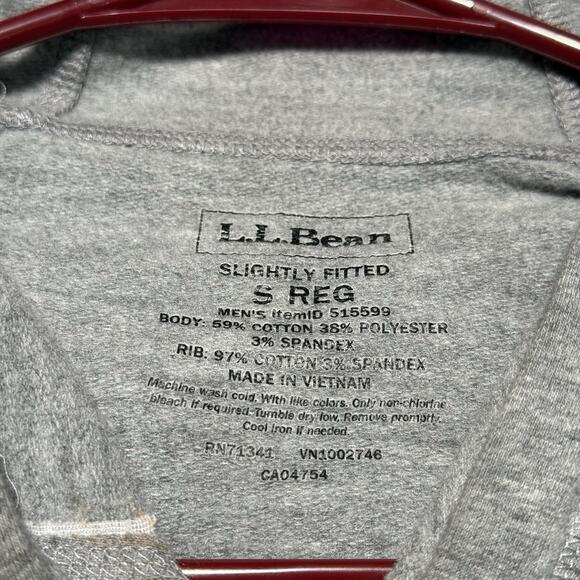 L.L.Bean
SLIGHTLY FITTED
S REG
MEN'S itemID 515599
BODY: 59% COTTON 38% POLYESTER
3% SPANDEX
RIB: 97% COTTON 3% SPANDEX
MADE IN VIETNAM
Machine wash cold. With like colors. Only non-chlorine
bleach if required. Tumble dry low. Remove promptly.
Cool iron if needed.
RN71341 VN1002746
CA04754